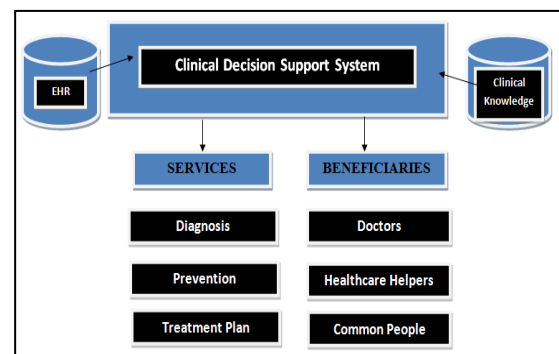 Clinical Decision Support System
EHR
Clinical
Knowledge
SERVICES
BENEFICIARIES
Diagnosis
Doctors
Prevention
Healthcare Helpers
Treatment Plan
Common People